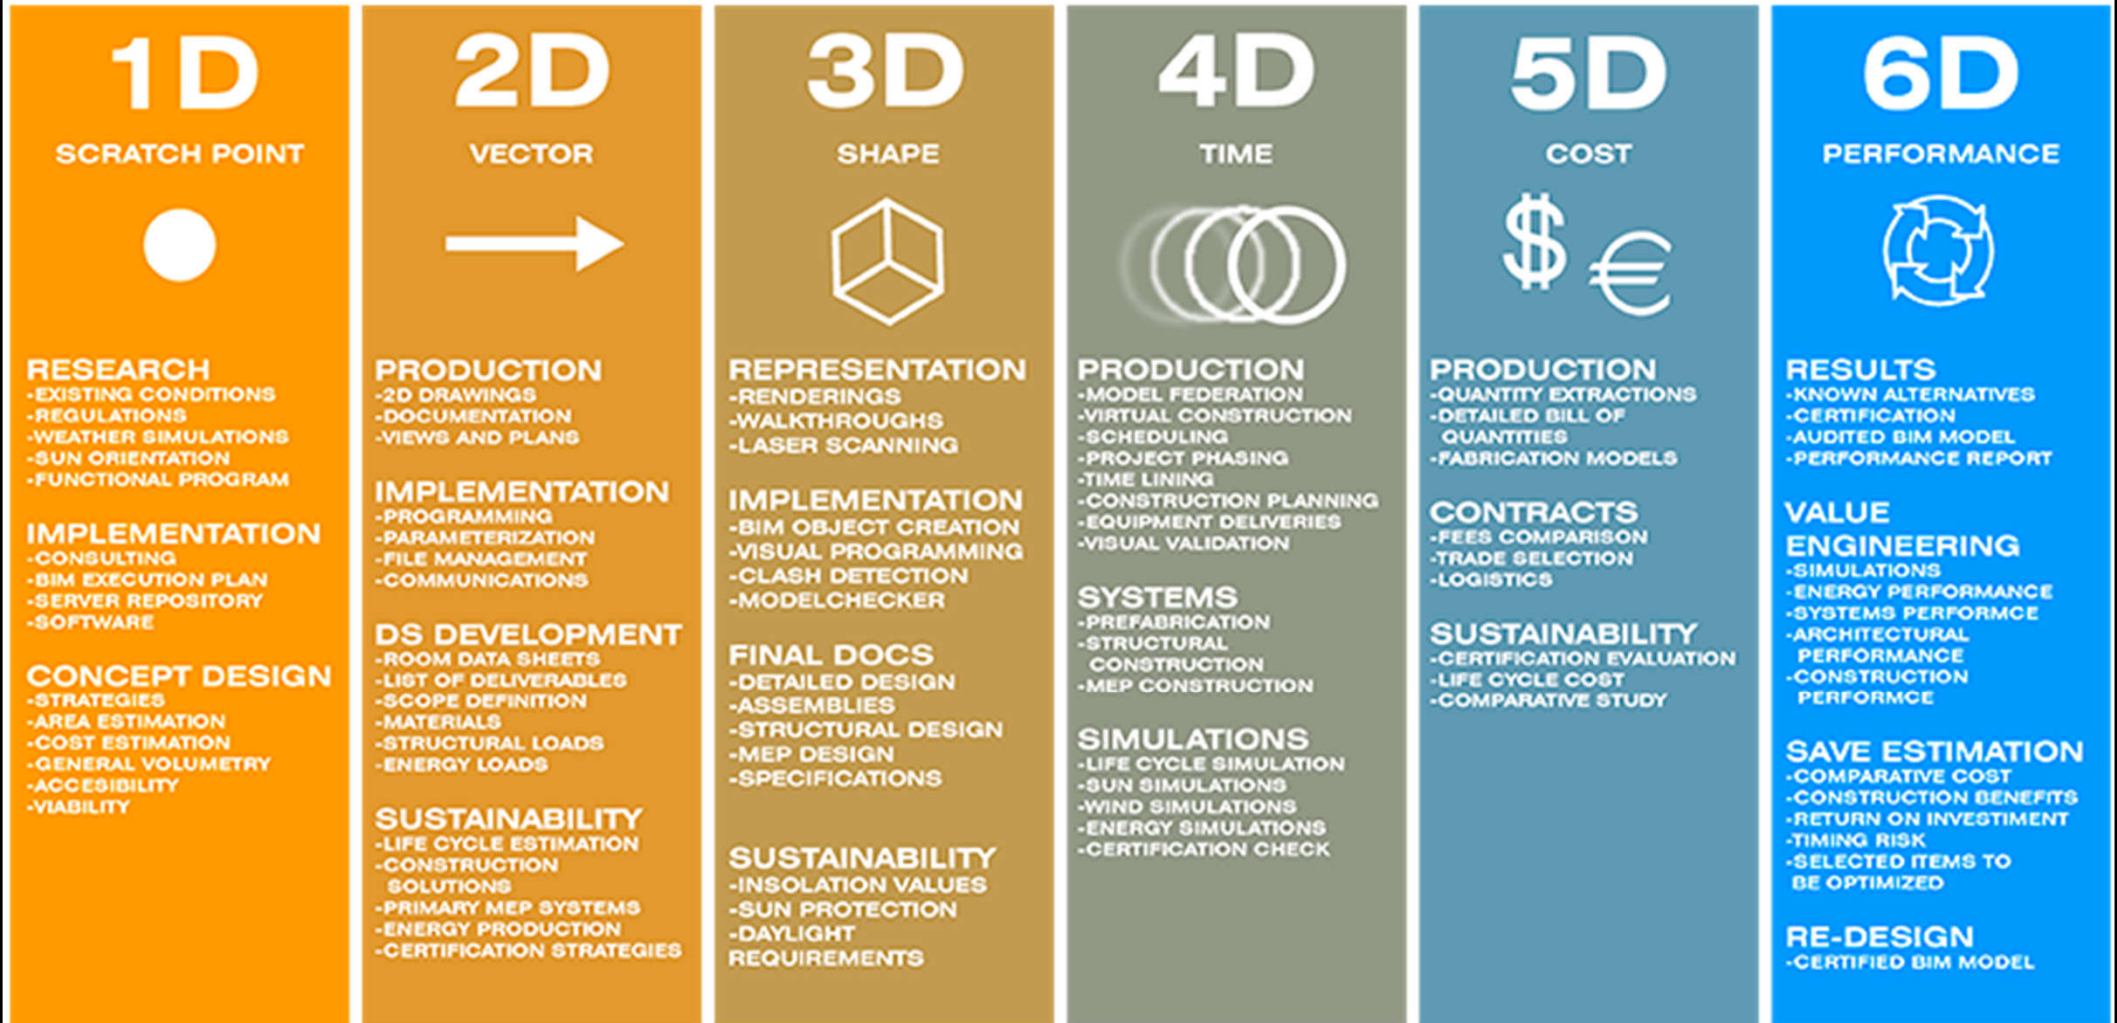 1D
SCRATCH POINT
RESEARCH
-EXISTING CONDITIONS
-REGULATIONS
-WEATHER SIMULATIONS
-SUN ORIENTATION
-FUNCTIONAL PROGRAM
IMPLEMENTATION
-CONSULTING
-BIM EXECUTION PLAN
-SERVER REPOSITORY
-SOFTWARE
CONCEPT DESIGN
-STRATEGIES
-AREA ESTIMATION
-COST ESTIMATION
-GENERAL VOLUMETRY
-ACCESIBILITY
-VIABILITY
2D
VECTOR
PRODUCTION
-2D DRAWINGS
-DOCUMENTATION
-VIEWS AND PLANS
IMPLEMENTATION
-PROGRAMMING
-PARAMETERIZATION
-FILE MANAGEMENT
-COMMUNICATIONS
DS DEVELOPMENT
-ROOM DATA SHEETS
-LIST OF DELIVERABLES
-SCOPE DEFINITION
-MATERIALS
-STRUCTURAL LOADS
-ENERGY LOADS
SUSTAINABILITY
-LIFE CYCLE ESTIMATION
-CONSTRUCTION
SOLUTIONS
-PRIMARY MEP SYSTEMS
-ENERGY PRODUCTION
-CERTIFICATION STRATEGIES
3D
SHAPE
REPRESENTATION
-RENDERINGS
-WALKTHROUGHS
-LASER SCANNING
IMPLEMENTATION
-BIM OBJECT CREATION
-VISUAL PROGRAMMING
-CLASH DETECTION
-MODELCHECKER
FINAL DOCS
-DETAILED DESIGN
-ASSEMBLIES
-STRUCTURAL DESIGN
-MEP DESIGN
-SPECIFICATIONS
SUSTAINABILITY
-INSOLATION VALUES
-SUN PROTECTION
-DAYLIGHT
REQUIREMENTS
4D
TIME
PRODUCTION
-MODEL FEDERATION
-VIRTUAL CONSTRUCTION
-SCHEDULING
-PROJECT PHASING
-TIME LINING
-CONSTRUCTION PLANNING
-EQUIPMENT DELIVERIES
-VISUAL VALIDATION
SYSTEMS
-PREFABRICATION
-STRUCTURAL
CONSTRUCTION
-MEP CONSTRUCTION
SIMULATIONS
-LIFE CYCLE SIMULATION
-SUN SIMULATIONS
-WIND SIMULATIONS
-ENERGY SIMULATIONS
-CERTIFICATION CHECK
5D
COST
$ €
PRODUCTION
-QUANTITY EXTRACTIONS
-DETAILED BILL OF
QUANTITIES
-FABRICATION MODELS
CONTRACTS
-FEES COMPARISON
-TRADE SELECTION
-LOGISTICS
SUSTAINABILITY
-CERTIFICATION EVALUATION
-LIFE CYCLE COST
-COMPARATIVE STUDY
6D
PERFORMANCE
RESULTS
-KNOWN ALTERNATIVES
-CERTIFICATION
-AUDITED BIM MODEL
-PERFORMANCE REPORT
VALUE
ENGINEERING
-SIMULATIONS
-ENERGY PERFORMANCE
-SYSTEMS PERFORMCE
-ARCHITECTURAL
PERFORMANCE
-CONSTRUCTION
PERFORMCE
SAVE ESTIMATION
-COMPARATIVE COST
-CONSTRUCTION BENEFITS
-RETURN ON INVESTIMENT
-TIMING RISK
-SELECTED ITEMS TO
BE OPTIMIZED
RE-DESIGN
-CERTIFIED BIM MODEL